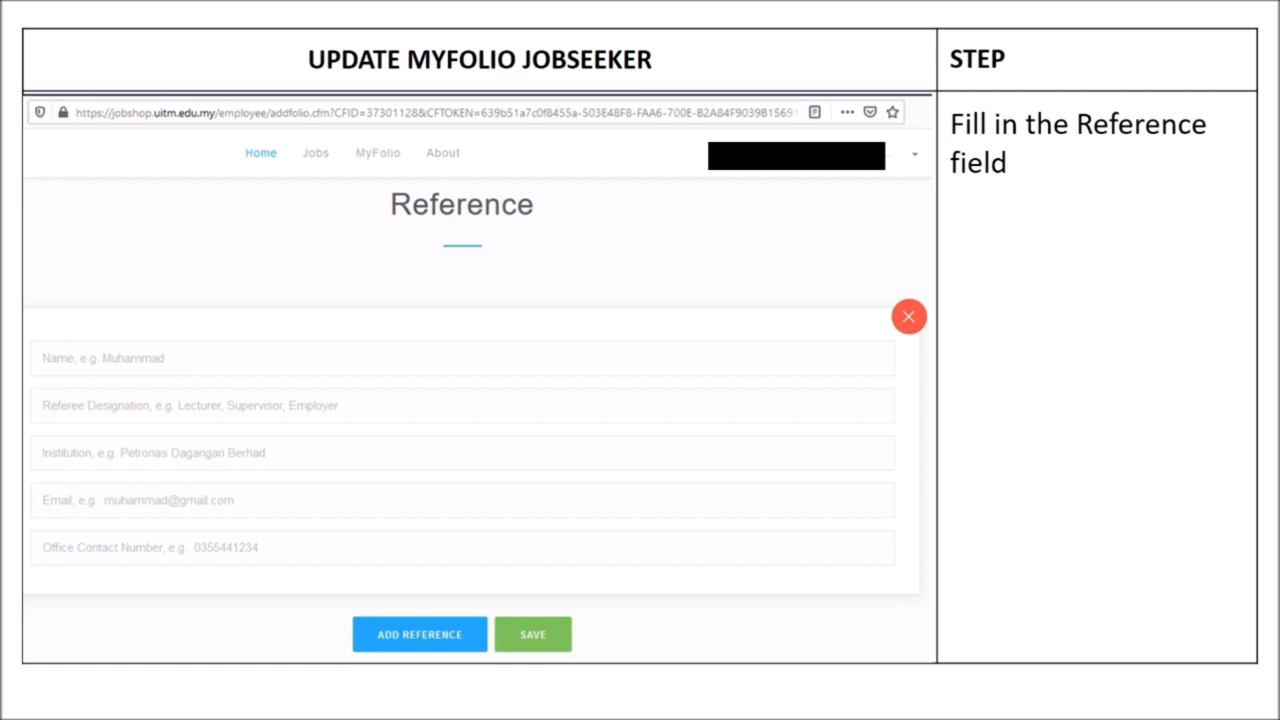 UPDATE MYFOLIO JOBSEEKER
STEP
https://jobshop.uitm.edu.my/employee/addfolio.cfm?CFID=37301128&CFTOKEN=639b51a7c0f8455a-503E48F8-FAA6-700E-B2A84F9039B15691
Home Jobs MyFolio About
Fill in the Reference
field
Reference
Name, e.g. Muhammad
Referee Designation, e.g. Lecturer, Supervisor, Employer
Institution, e.g. Petronas Dagangan Berhad
Email, e.g. muhammad@gmail.com
Office Contact Number, e.g. 0355441234
ADD REFERENCE SAVE